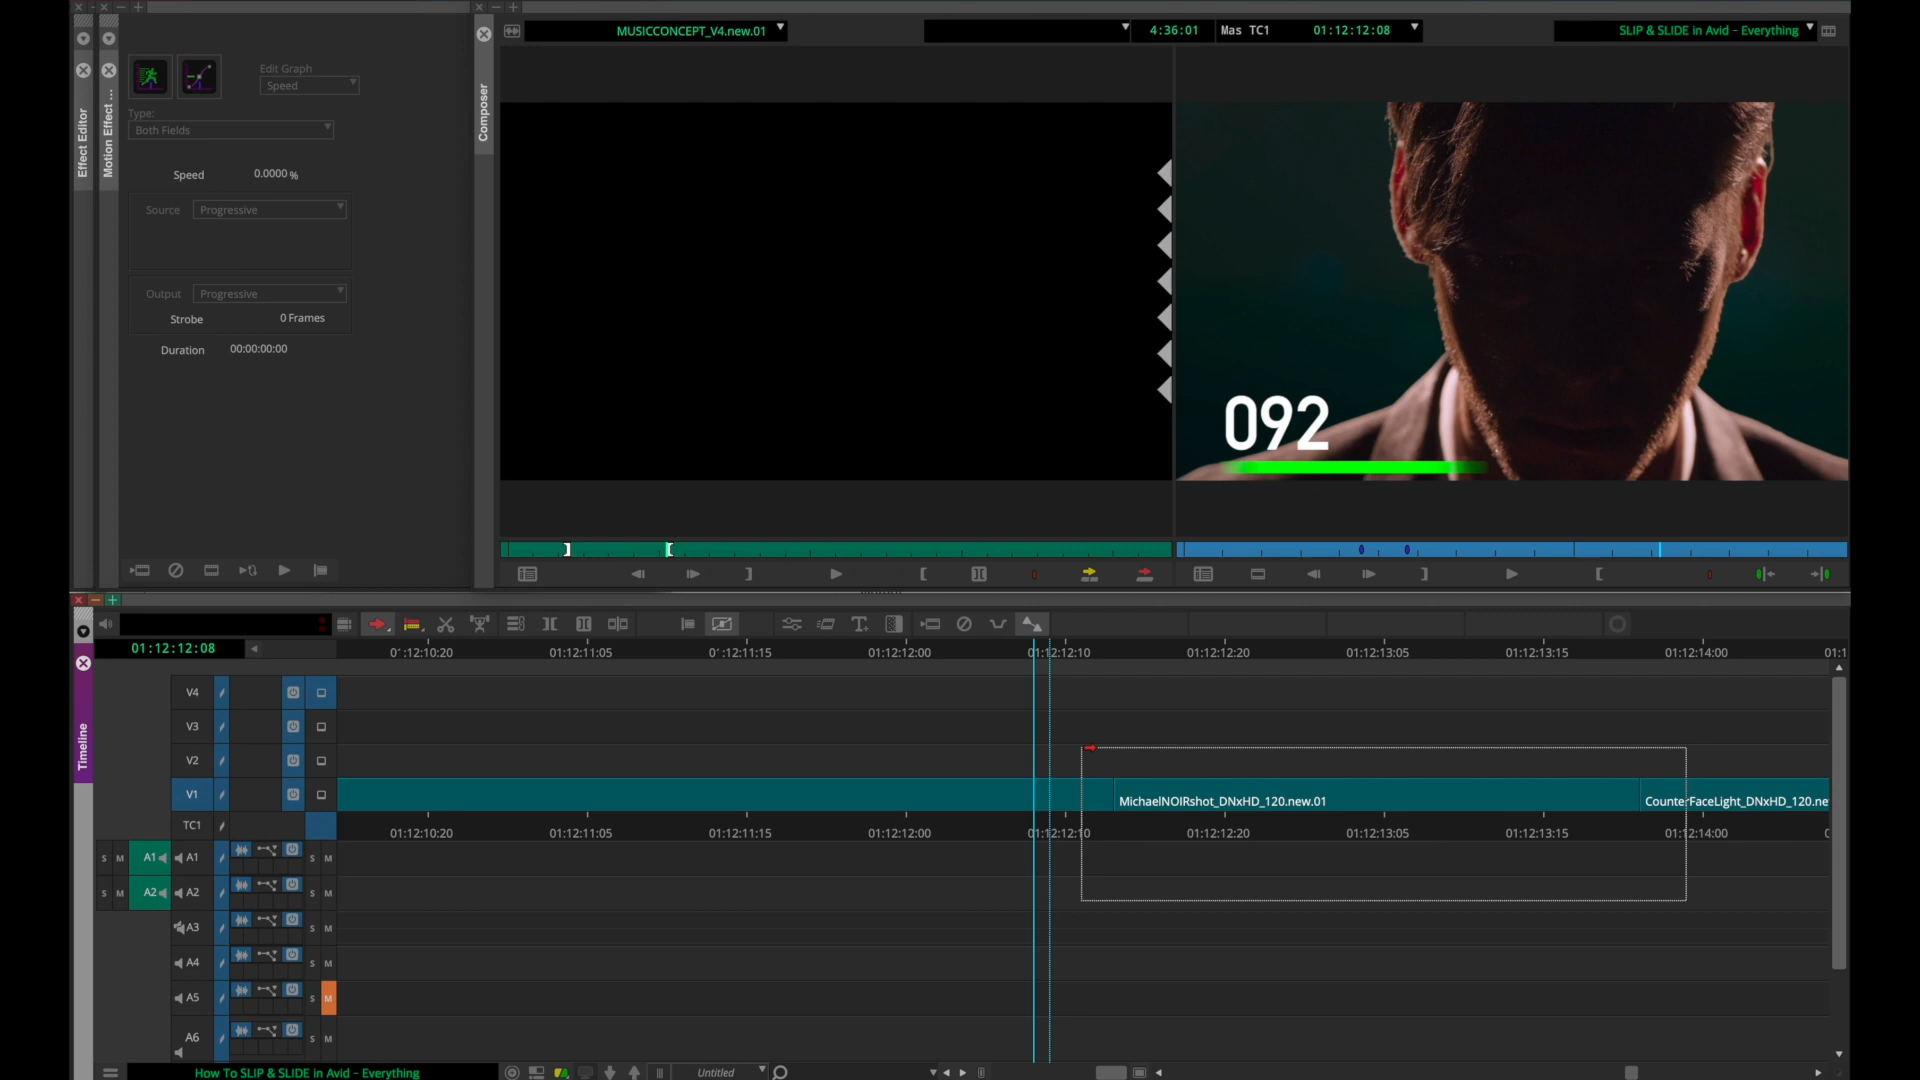 MUSICCONCEPT_V4.new.01
4:36:01
Mas TC1
01:12:12:08
SLIP & SLIDE in Avid - Everything
Effect Editor
Motion Effect ...
Edit Graph
Speed
Type:
Both Fields
Speed
0.0000 %
Source
Progressive
Output
Progressive
Strobe
0 Frames
Duration
00:00:00:00
Composer
092
01:12:12:08
01:12:10:20
01:12:11:05
01:12:11:15
01:12:12:00
01:12:12:10
01:12:12:20
01:12:13:05
01:12:13:15
01:12:14:00
01:1
Timeline
V4
V3
V2
V1
MichaelNOIRshot_DNxHD_120.new.01
CounterFaceLight_DNxHD_120.ne
TC1
01:12:10:20
01:12:11:05
01:12:11:15
01:12:12:00
01:12:12:10
01:12:12:20
01:12:13:05
01:12:13:15
01:12:14:00
S M A1 A1 S M
S M A2 A2 S M
A3 S M
A4 S M
A5 S M
A6 S M
How To SLIP & SLIDE in Avid - Everything
Untitled